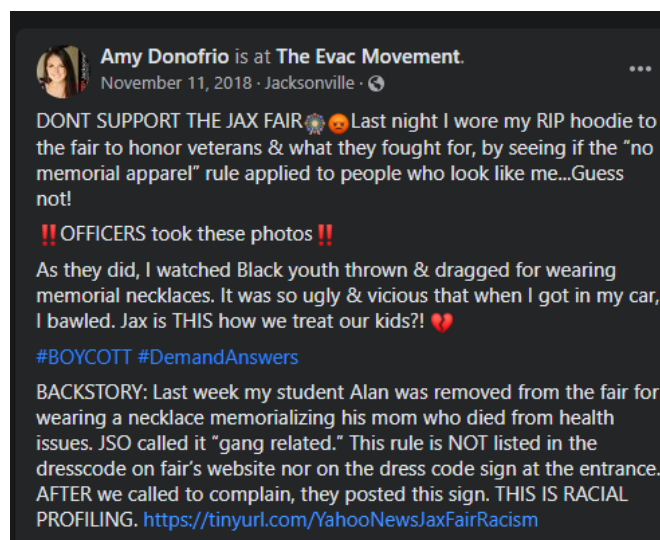 Amy Donofrio is at The Evac Movement.
November 11, 2018 · Jacksonville ·
DONT SUPPORT THE JAX FAIR🎡😡Last night I wore my RIP hoodie to
the fair to honor veterans & what they fought for, by seeing if the “no
memorial apparel” rule applied to people who look like me...Guess
not!
‼️OFFICERS took these photos‼️
As they did, I watched Black youth thrown & dragged for wearing
memorial necklaces. It was so ugly & vicious that when I got in my car,
I bawled. Jax is THIS how we treat our kids?! 💔
#BOYCOTT #DemandAnswers
BACKSTORY: Last week my student Alan was removed from the fair for
wearing a necklace memorializing his mom who died from health
issues. JSO called it “gang related.” This rule is NOT listed in the
dresscode on fair’s website nor on the dress code sign at the entrance.
AFTER we called to complain, they posted this sign. THIS IS RACIAL
PROFILING. https://tinyurl.com/YahooNewsJaxFairRacism